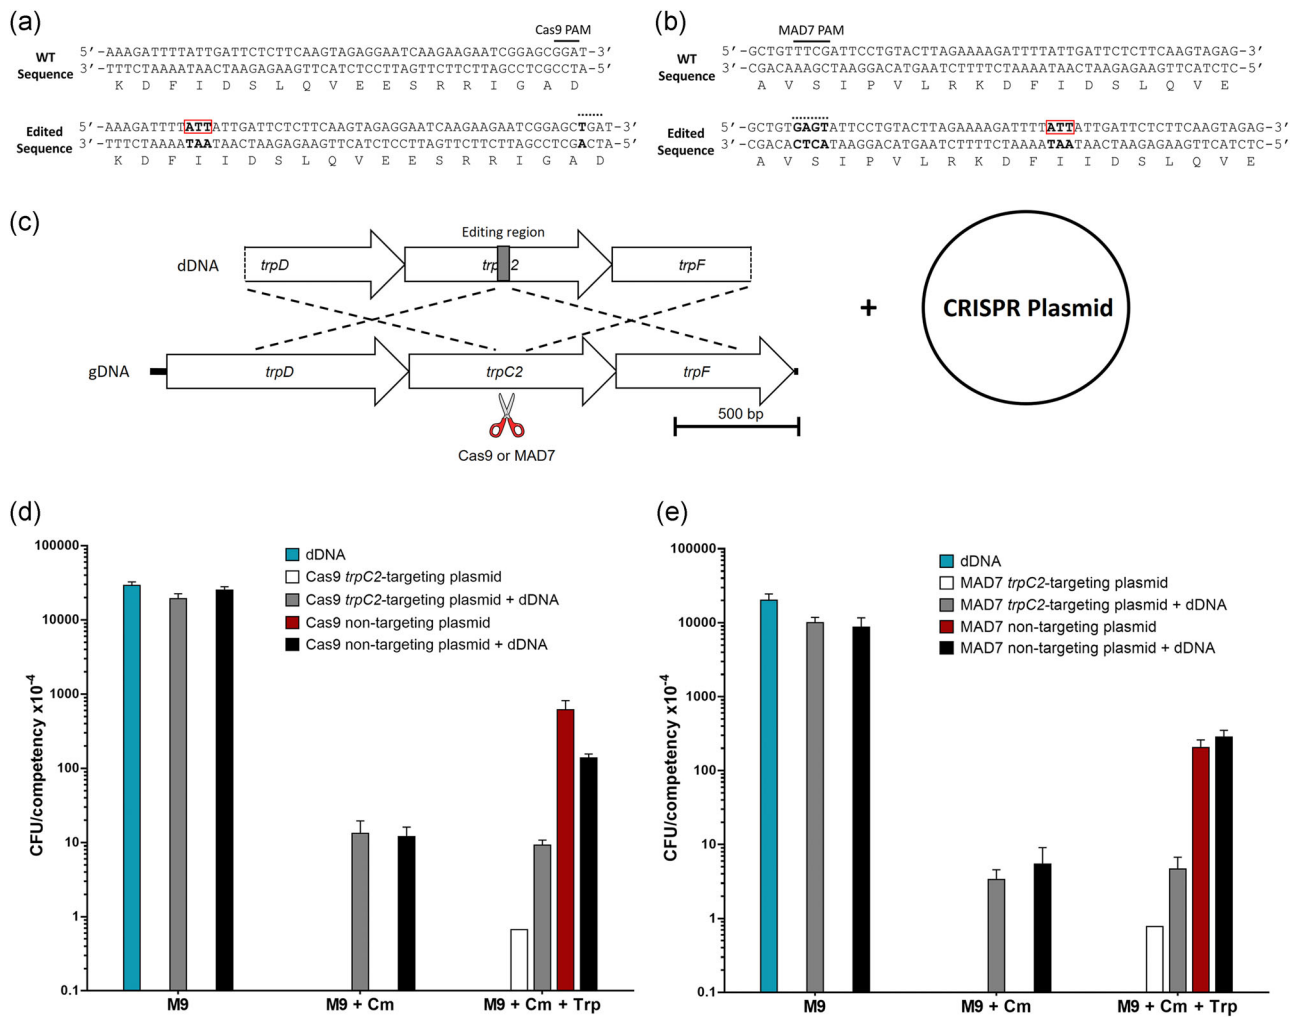 (a)
Cas9 PAM
WT
Sequence
5′-AAAGATTTTATTGATTCTCTTCAAGTAGAGGAATCAAGAAGAATCGGAGCGGAT-3′
3′-TTTCTAAAATAACTAAGAGAAGTTCATCTCCTTAGTTCTTCTTAGCCTCGCCTA-5′
K D F I D S L Q V E E S R R I G A D
Edited
Sequence
5′-AAAGATTTTATTATTGATTCTCTTCAAGTAGAGGAATCAAGAAGAATCGGAGCTGAT-3′
3′-TTTCTAAAATAATAACTAAGAGAAGTTCATCTCCTTAGTTCTTCTTAGCCTCGACTA-5′
K D F I I D S L Q V E E S R R I G A D
(b)
MAD7 PAM
WT
Sequence
5′-GCTGTTTCGATTCCTGTACTTAGAAAAGATTTTATTGATTCTCTTCAAGTAGAG-3′
3′-CGACAAAGCTAAGGACATGAATCTTTTCTAAAATAACTAAGAGAAGTTCATCTC-5′
A V S I P V L R K D F I D S L Q V E
Edited
Sequence
5′-GCTGTGAGTATTCCTGTACTTAGAAAAGATTTTATTATTGATTCTCTTCAAGTAGAG-3′
3′-CGACACTCATAAGGACATGAATCTTTTCTAAAATAATAACTAAGAGAAGTTCATCTC-5′
A V S I P V L R K D F I I D S L Q V E
(c)
Editing region
dDNA
trpD
trp 2
trpF
gDNA
trpD
trpC2
trpF
Cas9 or MAD7
500 bp
+
CRISPR Plasmid
(d)
CFU/competency x10⁻⁴
100000
10000
1000
100
10
1
0.1
dDNA
Cas9 trpC2-targeting plasmid
Cas9 trpC2-targeting plasmid + dDNA
Cas9 non-targeting plasmid
Cas9 non-targeting plasmid + dDNA
M9
M9 + Cm
M9 + Cm + Trp
(e)
CFU/competency x10⁻⁴
100000
10000
1000
100
10
1
0.1
dDNA
MAD7 trpC2-targeting plasmid
MAD7 trpC2-targeting plasmid + dDNA
MAD7 non-targeting plasmid
MAD7 non-targeting plasmid + dDNA
M9
M9 + Cm
M9 + Cm + Trp